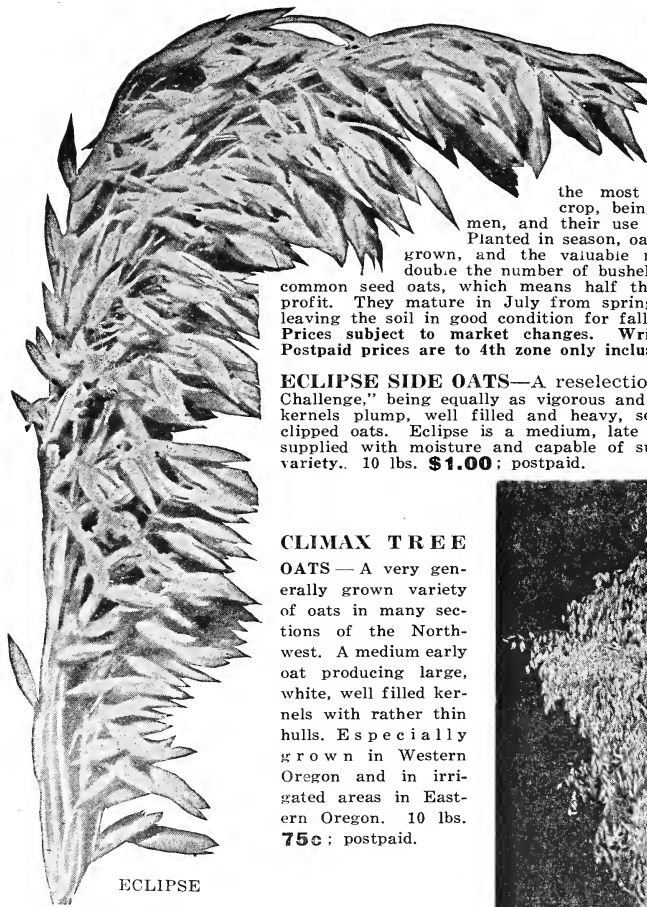 the most
crop, bein
men, and their use
Planted in season, oa
grown, and the valuable
double the number of bushel
common seed oats, which means half th
profit. They mature in July from spring
leaving the soil in good condition for fall
Prices subject to market changes. Wri
Postpaid prices are to 4th zone only inclu
ECLIPSE SIDE OATS—A reselectio
Challenge," being equally as vigorous and
kernels plump, well filled and heavy, s
clipped oats. Eclipse is a medium, late
supplied with moisture and capable of su
variety.. 10 lbs. $1.00; postpaid.
CLIMAX TREE
OATS — A very gen-
erally grown variety
of oats in many sec-
tions of the North-
west. A medium early
oat producing large,
white, well filled ker-
nels with rather thin
hulls. Especially
grown in Western
Oregon and in irri-
gated areas in East-
ern Oregon. 10 lbs.
75c; postpaid.
ECLIPSE